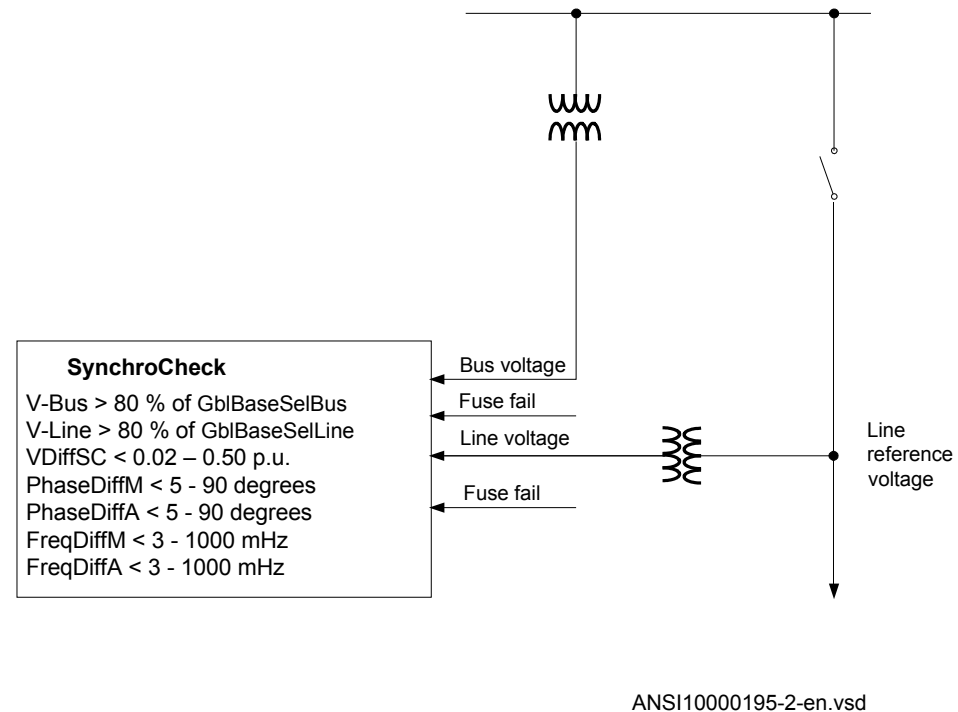 SynchroCheck
V-Bus > 80 % of GblBaseSelBus
V-Line > 80 % of GblBaseSelLine
VDiffSC < 0.02 – 0.50 p.u.
PhaseDiffM < 5 - 90 degrees
PhaseDiffA < 5 - 90 degrees
FreqDiffM < 3 - 1000 mHz
FreqDiffA < 3 - 1000 mHz
Bus voltage
Fuse fail
Line voltage
Fuse fail
Line
reference
voltage
ANSI10000195-2-en.vsd